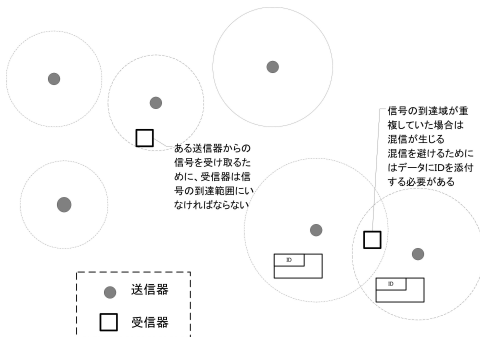 信号の到達域が重
複していた場合は
混信が生じる
混信を避けるために
はデータにIDを添付
する必要がある
ある送信器からの
信号を受け取るた
めに、受信器は信
号の到達範囲にい
なければならない
ID
ID
送信器
受信器